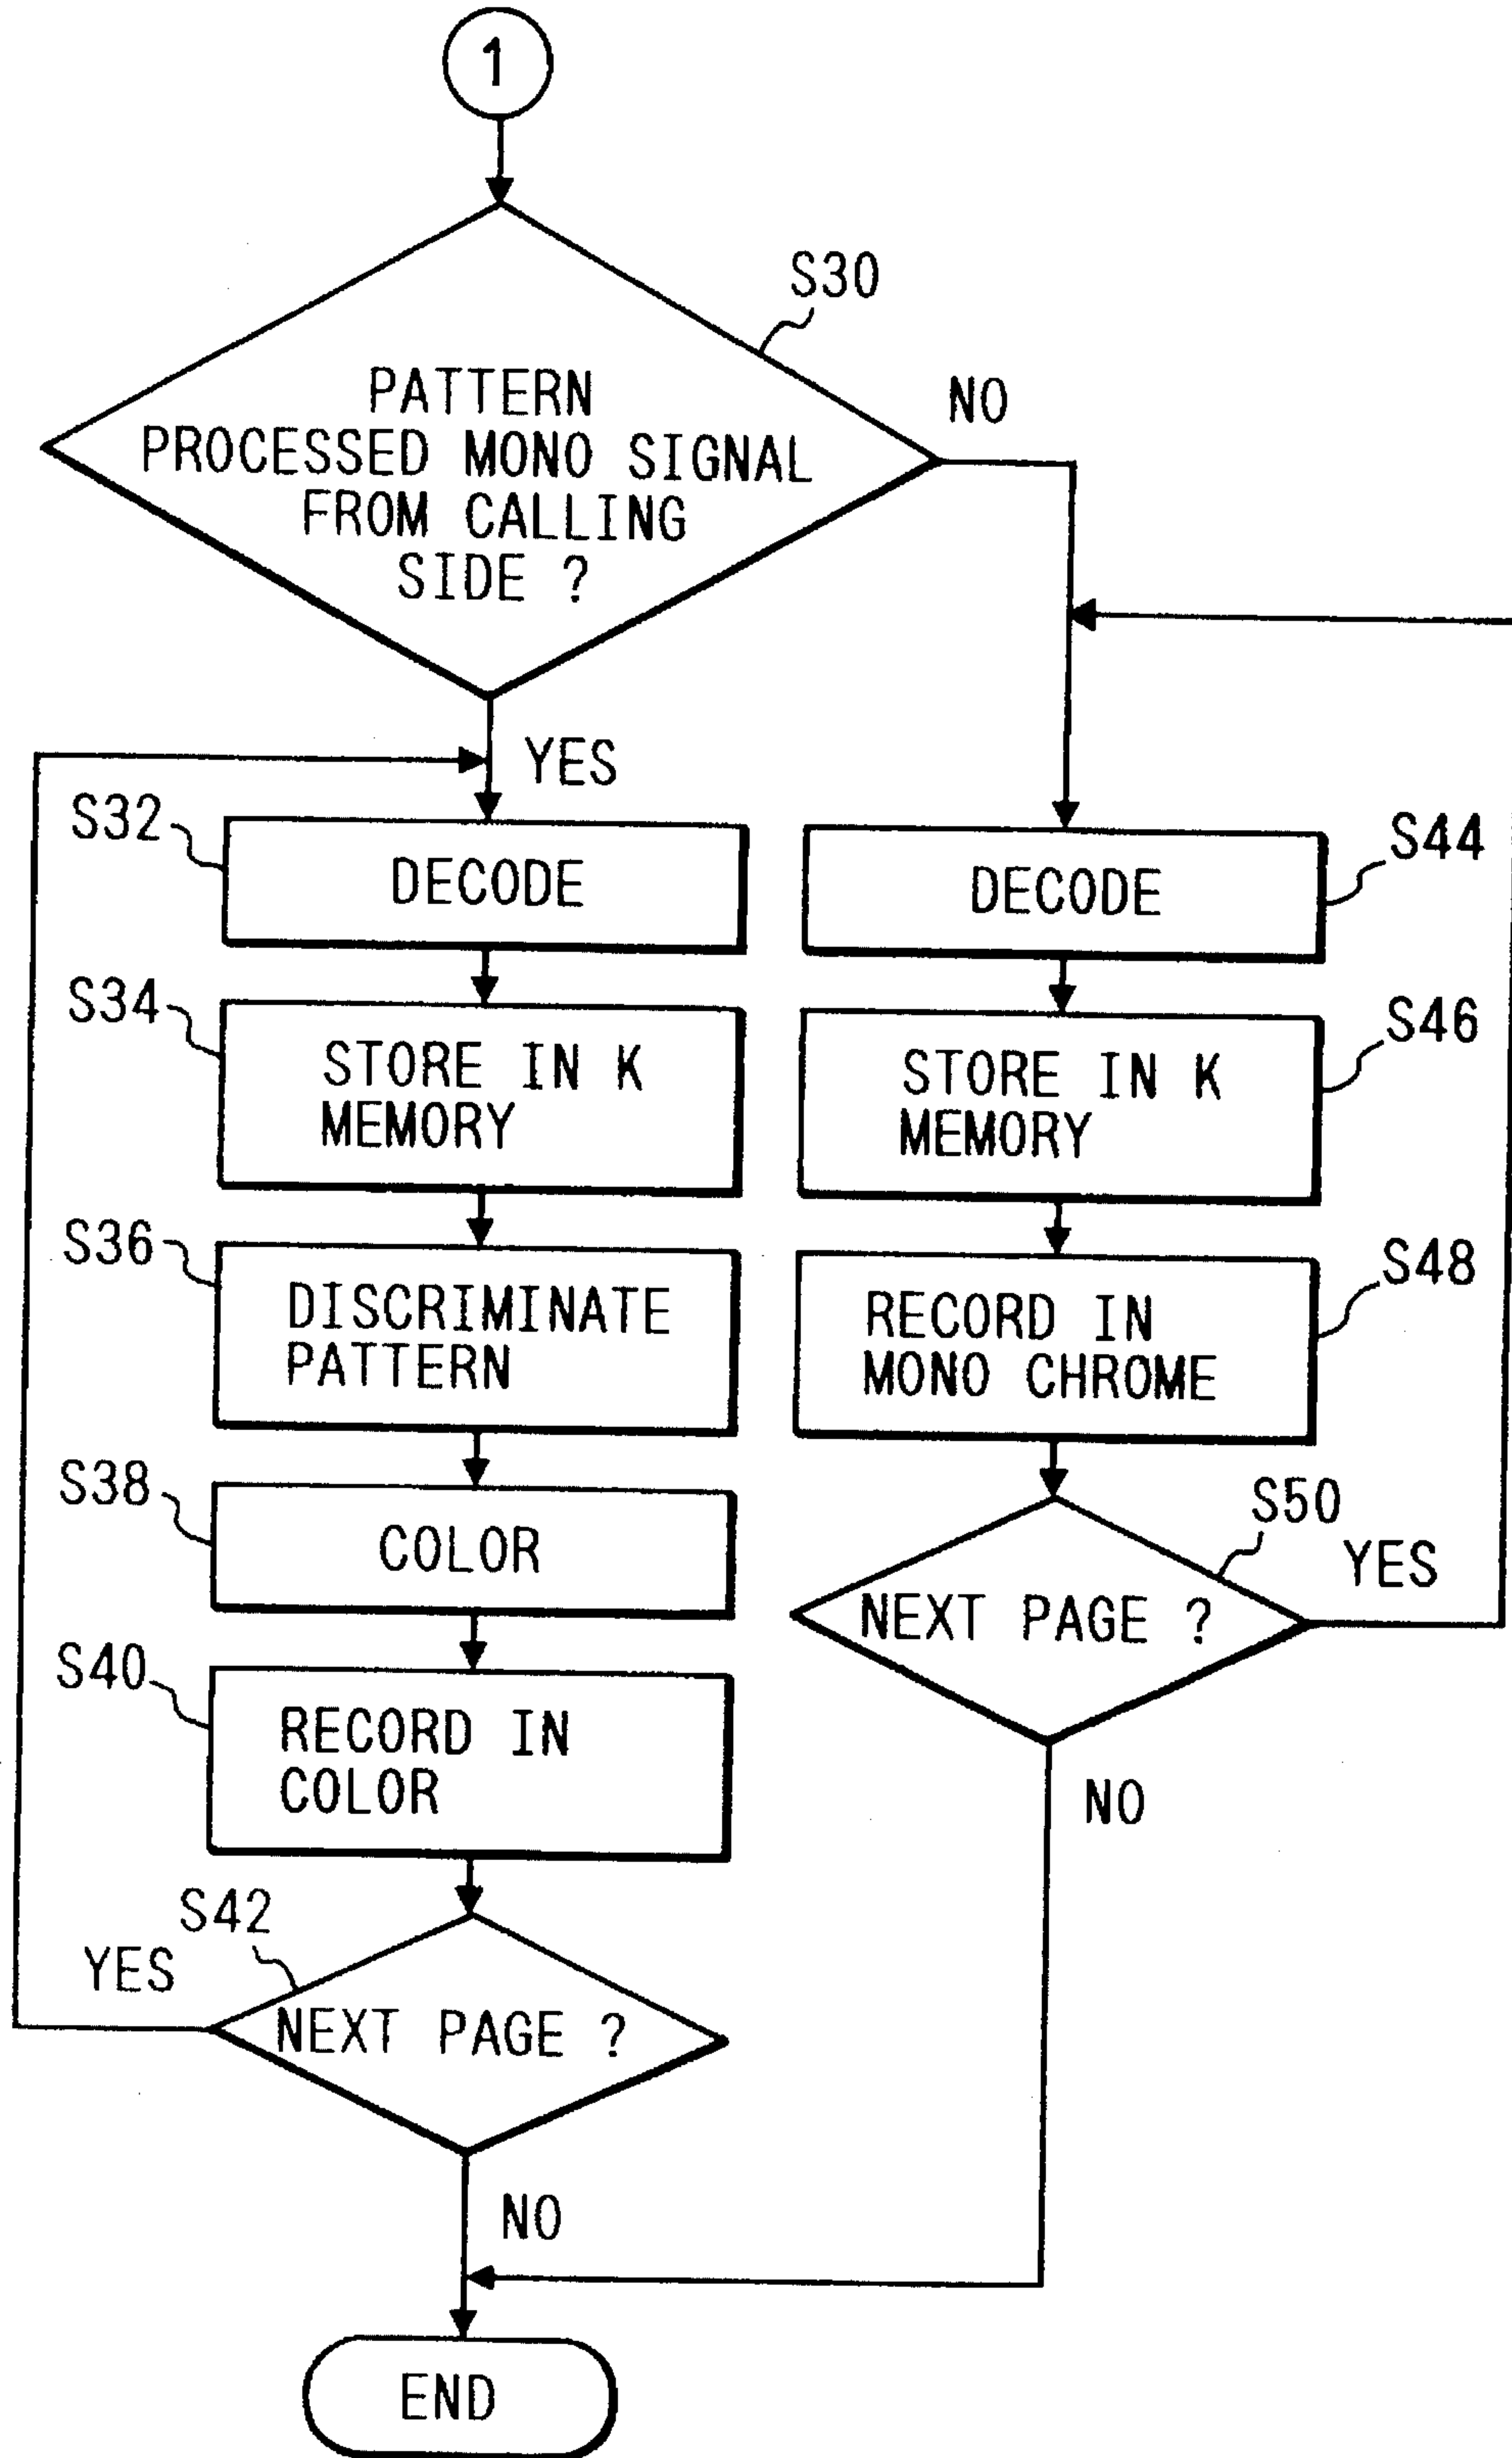 1
S30
PATTERN
PROCESSED MONO SIGNAL
FROM CALLING
SIDE ?
NO
YES
S32
DECODE
S34
STORE IN K
MEMORY
S36
DISCRIMINATE
PATTERN
S38
COLOR
S40
RECORD IN
COLOR
S42
YES
NEXT PAGE ?
NO
S44
DECODE
S46
STORE IN K
MEMORY
S48
RECORD IN
MONO CHROME
S50
YES
NEXT PAGE ?
NO
END